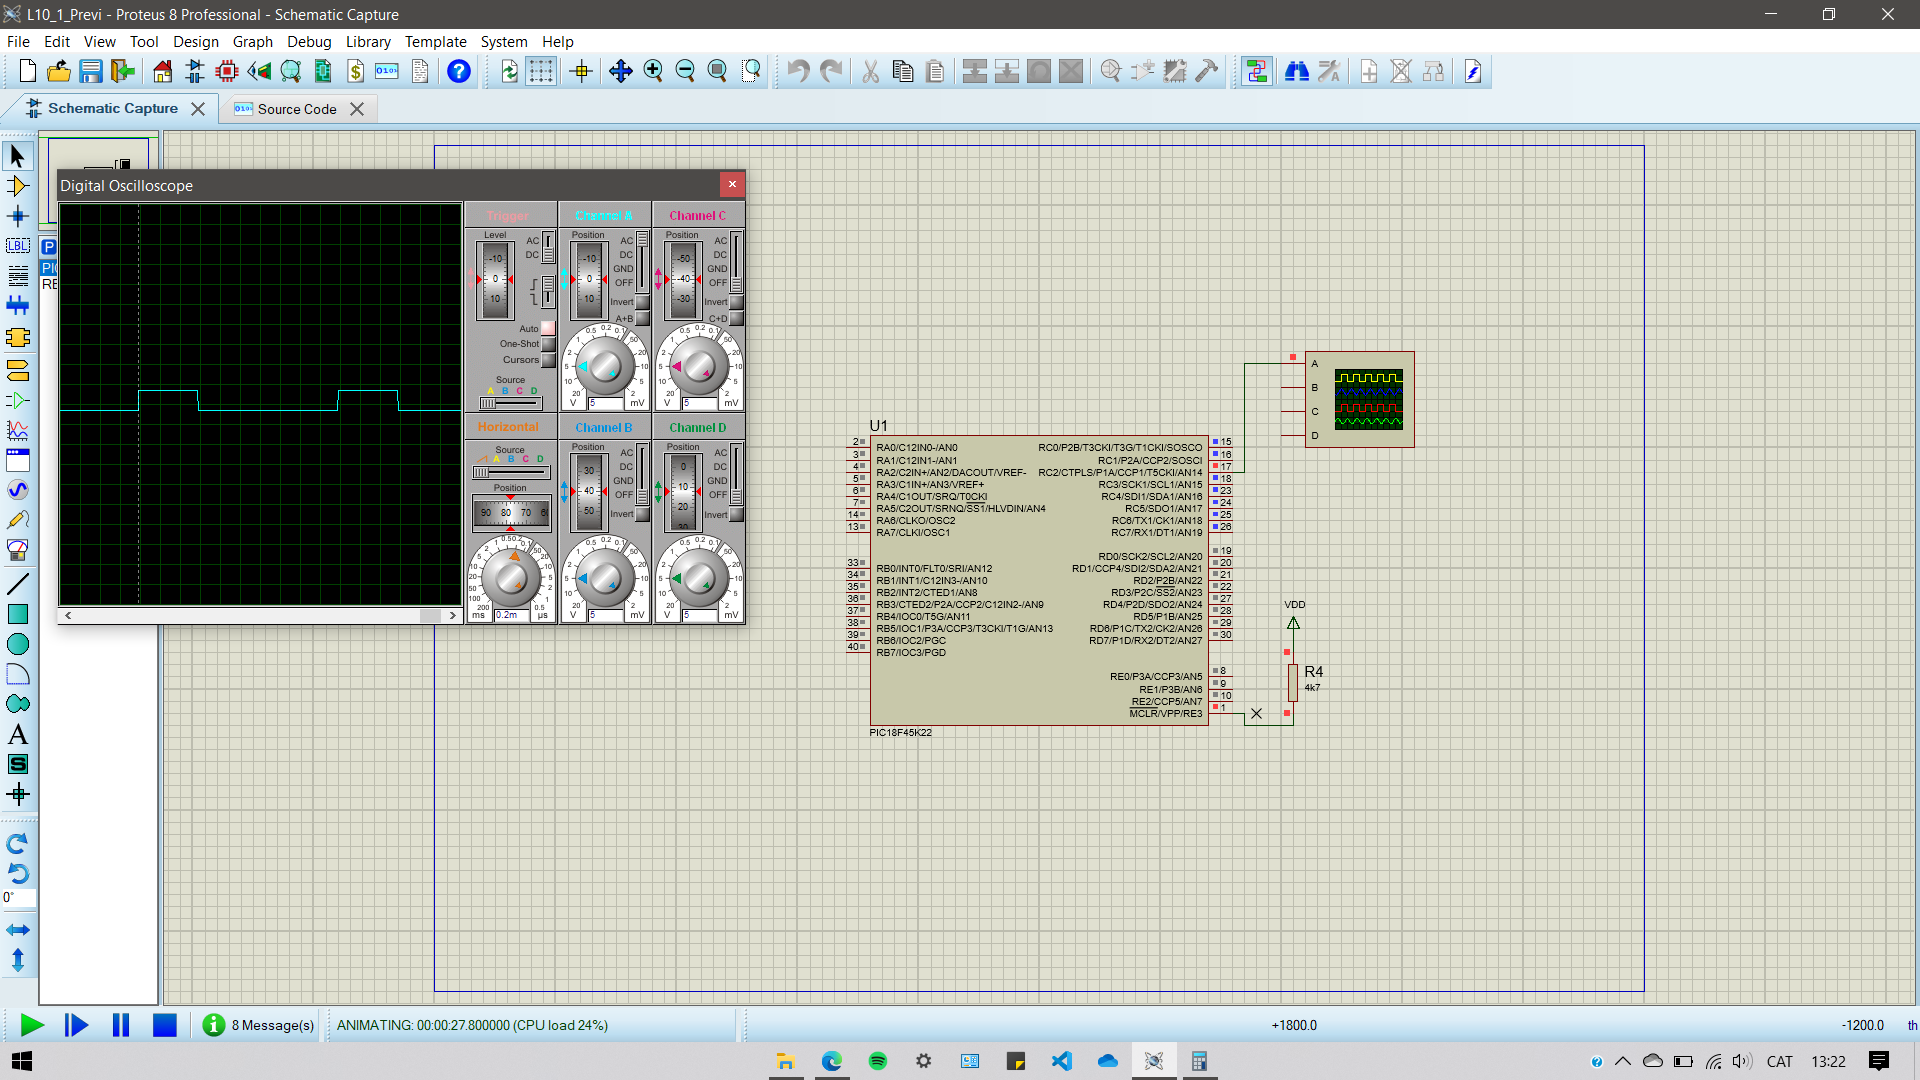 L10_1_Previ - Proteus 8 Professional - Schematic Capture
File Edit View Tool Design Graph Debug Library Template System Help
Schematic Capture
Source Code
Digital Oscilloscope
Trigger
Level
AC
DC
-10
0
10
Auto
One-Shot
Cursors
Source
A B C D
Channel A
Position
AC
DC
GND
OFF
Invert
A+B
-10
0
10
V 5 mV
Channel C
Position
AC
DC
GND
OFF
Invert
C+D
-50
-40
-30
V 5 mV
Horizontal
Source
A B C D
Position
90 80 70
ms 0.2m µs
Channel B
Position
AC
DC
GND
OFF
Invert
30
40
50
V 5 mV
Channel D
Position
AC
DC
GND
OFF
Invert
0
10
20
V 5 mV
LBL
P
RE
A
S
0°
U1
2 RA0/C12IN0-/AN0
3 RA1/C12IN1-/AN1
4 RA2/C2IN+/AN2/DACOUT/VREF-
5 RA3/C1IN+/AN3/VREF+
6 RA4/C1OUT/SRQ/T0CKI
7 RA5/C2OUT/SRNQ/SS1/HLVDIN/AN4
14 RA6/CLKO/OSC2
13 RA7/CLKI/OSC1
33 RB0/INT0/FLT0/SRI/AN12
34 RB1/INT1/C12IN3-/AN10
35 RB2/INT2/CTED1/AN8
36 RB3/CTED2/P2A/CCP2/C12IN2-/AN9
37 RB4/IOC0/T5G/AN11
38 RB5/IOC1/P3A/CCP3/T3CKI/T1G/AN13
39 RB6/IOC2/PGC
40 RB7/IOC3/PGD
RC0/P2B/T3CKI/T3G/T1CKI/SOSCO 15
RC1/P2A/CCP2/SOSCI 16
RC2/CTPLS/P1A/CCP1/T5CKI/AN14 17
RC3/SCK1/SCL1/AN15 18
RC4/SDI1/SDA1/AN16 23
RC5/SDO1/AN17 24
RC6/TX1/CK1/AN18 25
RC7/RX1/DT1/AN19 26
RD0/SCK2/SCL2/AN20 19
RD1/CCP4/SDI2/SDA2/AN21 20
RD2/P2B/AN22 21
RD3/P2C/SS2/AN23 22
RD4/P2D/SDO2/AN24 27
RD5/P1B/AN25 28
RD6/P1C/TX2/CK2/AN26 29
RD7/P1D/RX2/DT2/AN27 30
RE0/P3A/CCP3/AN5 8
RE1/P3B/AN6 9
RE2/CCP5/AN7 10
MCLR/VPP/RE3 1
PIC18F45K22
A
B
C
D
VDD
R4
4k7
8 Message(s)
ANIMATING: 00:00:27.800000 (CPU load 24%)
+1800.0
-1200.0
th
CAT
13:22